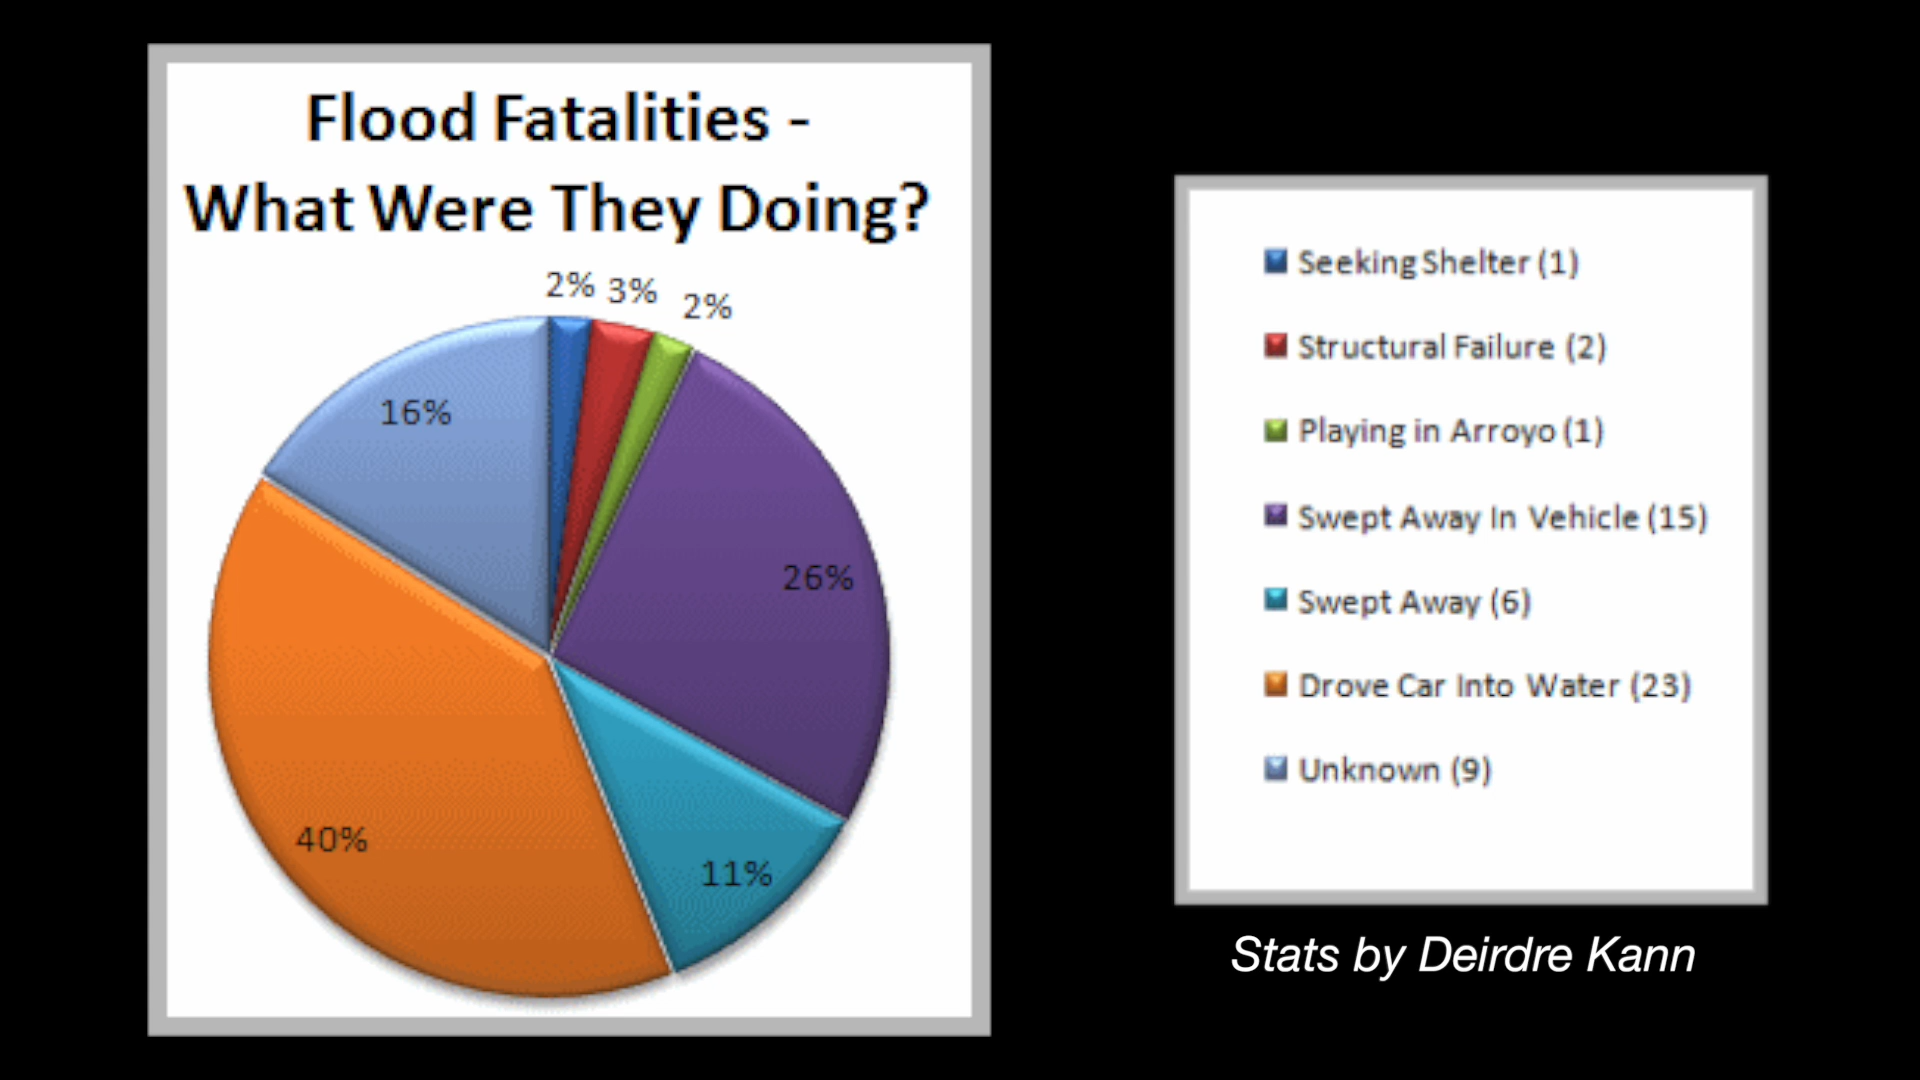 Flood Fatalities -
What Were They Doing?
2% 3% 2%
16%
26%
40%
11%
Seeking Shelter (1)
Structural Failure (2)
Playing in Arroyo (1)
Swept Away In Vehicle (15)
Swept Away (6)
Drove Car Into Water (23)
Unknown (9)
Stats by Deirdre Kann